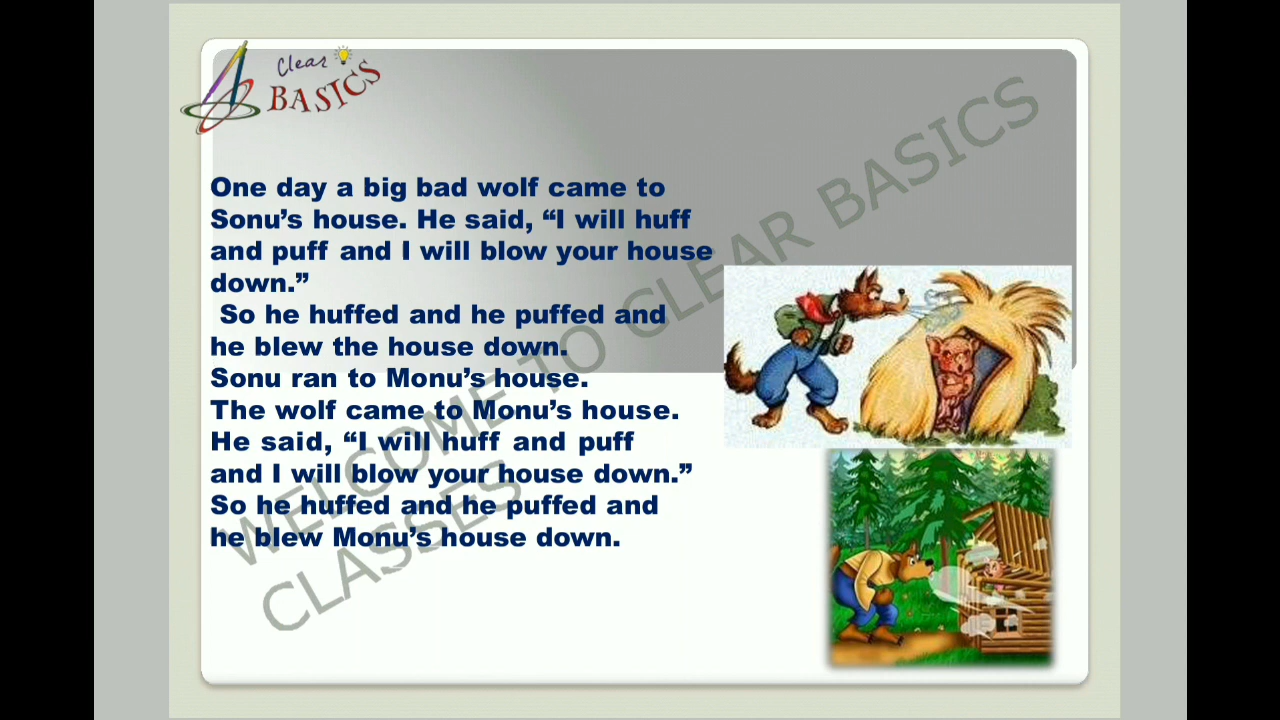 Clear
BASICS
One day a big bad wolf came to
Sonu’s house. He said, “I will huff
and puff and I will blow your house
down.”
So he huffed and he puffed and
he blew the house down.
Sonu ran to Monu’s house.
The wolf came to Monu’s house.
He said, “I will huff and puff
and I will blow your house down.”
So he huffed and he puffed and
he blew Monu’s house down.
WELCOME TO CLEAR BASICS
CLASSES